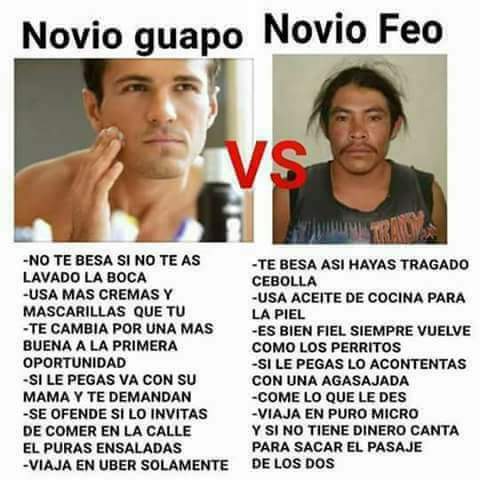 Novio guapo
Novio Feo
VS
-NO TE BESA SI NO TE AS
LAVADO LA BOCA
-USA MAS CREMAS Y
MASCARILLAS QUE TU
-TE CAMBIA POR UNA MAS
BUENA A LA PRIMERA
OPORTUNIDAD
-SI LE PEGAS VA CON SU
MAMA Y TE DEMANDAN
-SE OFENDE SI LO INVITAS
DE COMER EN LA CALLE
EL PURAS ENSALADAS
-VIAJA EN UBER SOLAMENTE
-TE BESA ASI HAYAS TRAGADO
CEBOLLA
-USA ACEITE DE COCINA PARA
LA PIEL
-ES BIEN FIEL SIEMPRE VUELVE
COMO LOS PERRITOS
-SI LE PEGAS LO ACONTENTAS
CON UNA AGASAJADA
-COME LO QUE LE DES
-VIAJA EN PURO MICRO
Y SI NO TIENE DINERO CANTA
PARA SACAR EL PASAJE
DE LOS DOS